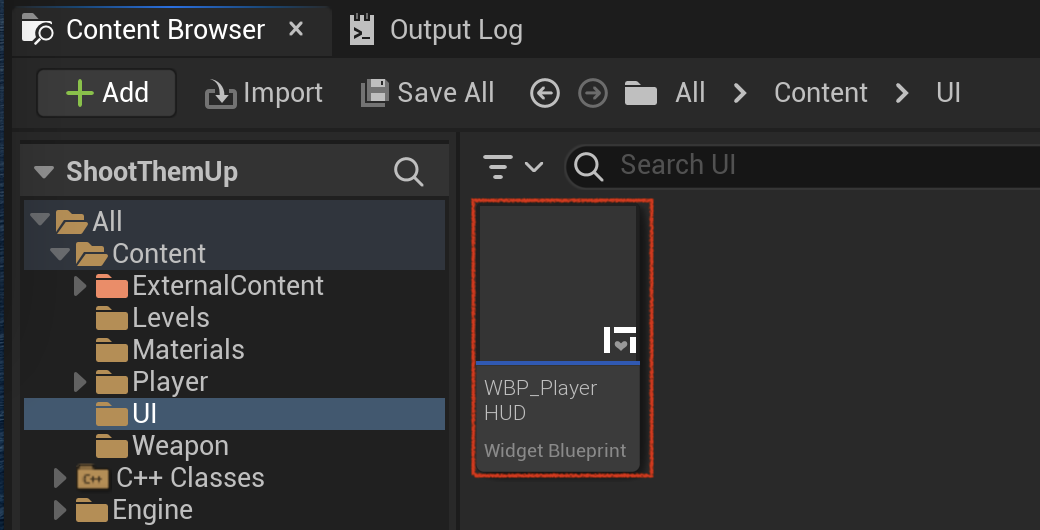 Content Browser
Output Log
Add
Import
Save All
All
Content
UI
ShootThemUp
Search UI
All
Content
ExternalContent
Levels
Materials
Player
UI
Weapon
C++ Classes
Engine
WBP_Player
HUD
Widget Blueprint